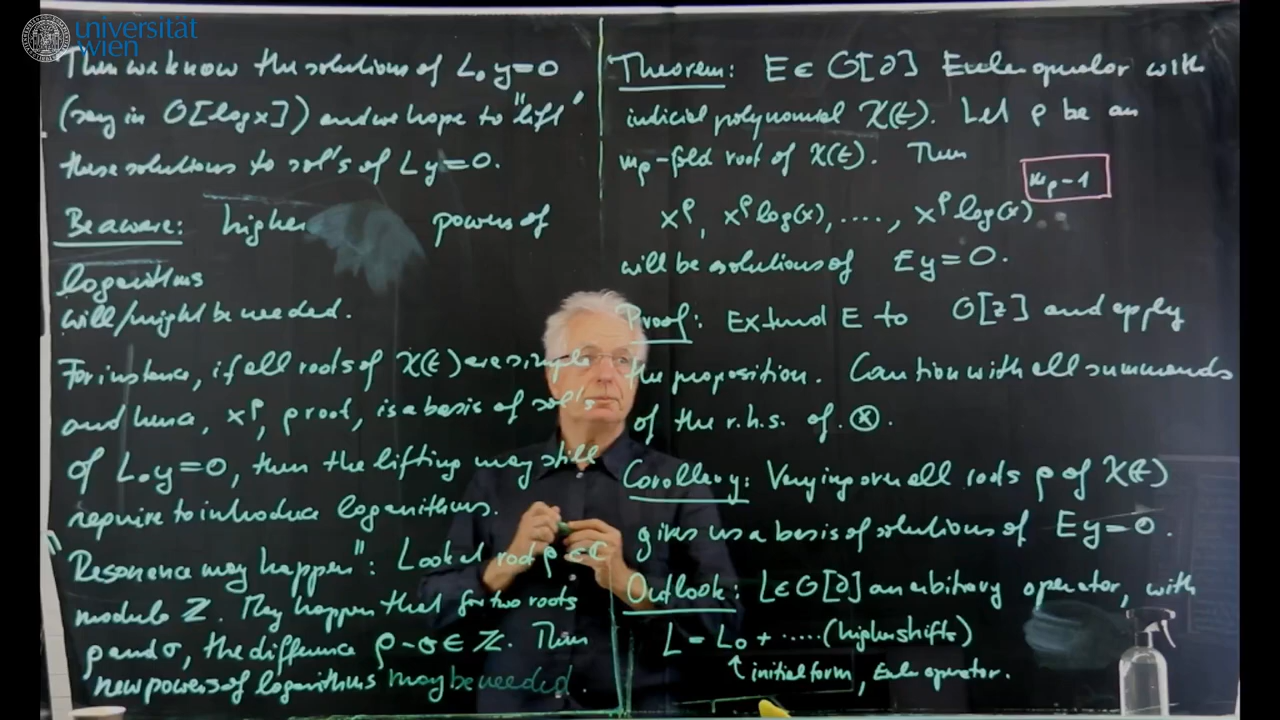 universität
wien
Then we know the solutions of L₀y=0
(say in O[log x]) and we hope to "lift"
these solutions to sol's of Ly=0.
Beaware: higher powers of
logarithms
will/might be needed.
For instance, if all roots of χ(t) are simple
and hence, x^ρ, ρ root, is a basis of sol's
of L₀y=0, then the lifting may still
require to introduce logarithms.
"Resonance may happen": Look at roots ρ ∈ ℂ
modulo ℤ. May happen that for two roots
ρ and σ, the difference ρ-σ ∈ ℤ. Then
new powers of logarithms may be needed.
Theorem: E ∈ O[∂] Euler operator with
indicial polynomial χ(t). Let ρ be an
m_ρ-fold root of χ(t). Then
m_ρ-1
x^ρ, x^ρ log(x), ...., x^ρ log(x)
will be solutions of Ey=0.
Proof: Extend E to O[z] and apply
the proposition. Caution with all summands
of the r.h.s. of ⊛.
Corollary: Varying over all roots ρ of χ(t)
gives us a basis of solutions of Ey=0.
Outlook: L ∈ O[∂] an arbitrary operator, with
L = L₀ + ..... (higher shifts)
↑ initial form, Euler operator.